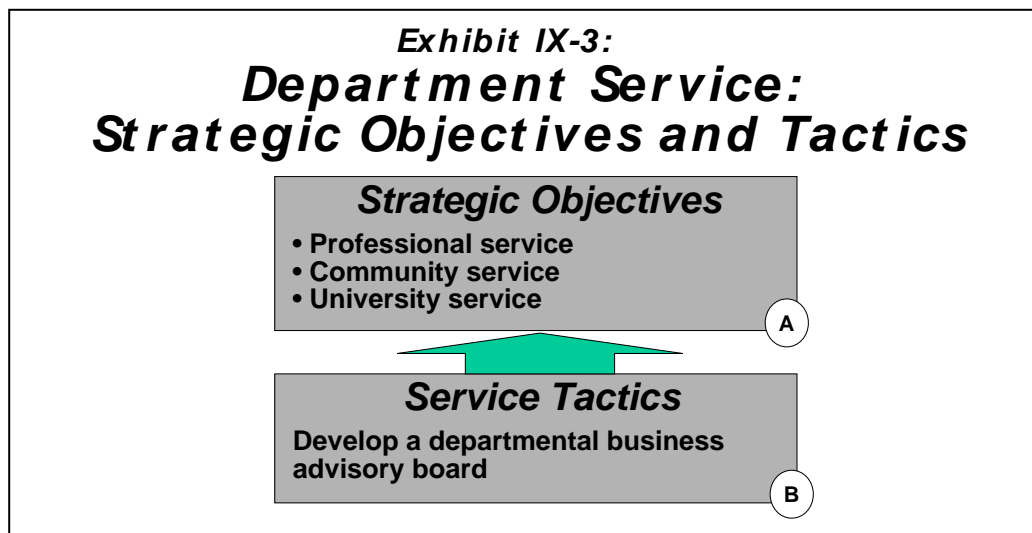 Exhibit IX-3:
Department Service:
Strategic Objectives and Tactics
Strategic Objectives
• Professional service
• Community service
• University service
A
Service Tactics
Develop a departmental business
advisory board
B